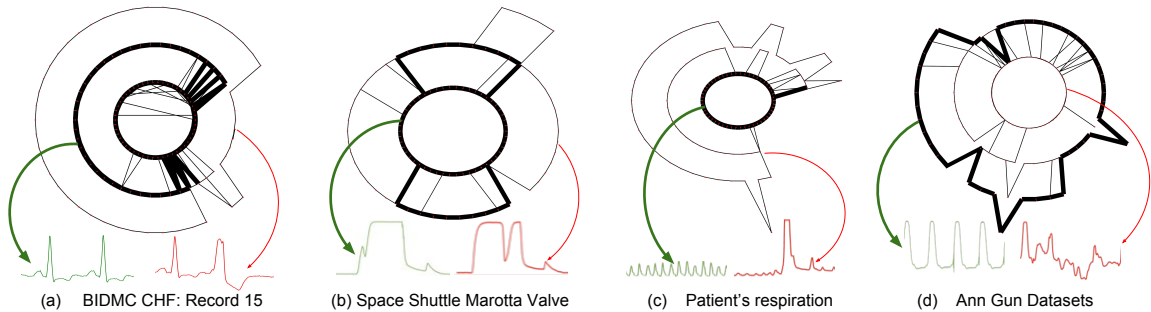 (a) BIDMC CHF: Record 15
(b) Space Shuttle Marotta Valve
(c) Patient's respiration
(d) Ann Gun Datasets